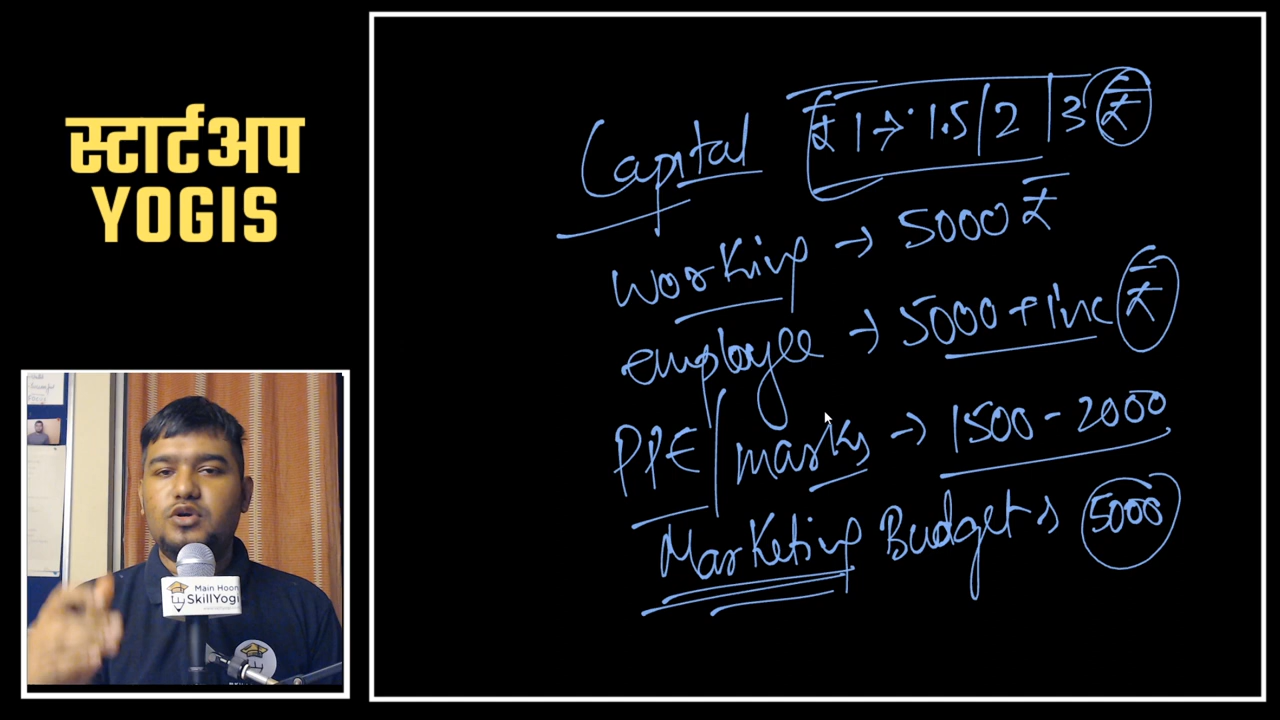 स्टार्टअप
YOGIS
Capital ₹ 1 → 1.5 | 2 | 3 ₹
Working → 5000 ₹
employee → 5000 + Inc ₹
PPE / masks → 1500 - 2000
Marketing Budget → 5000
Main Hoon
SkillYogi